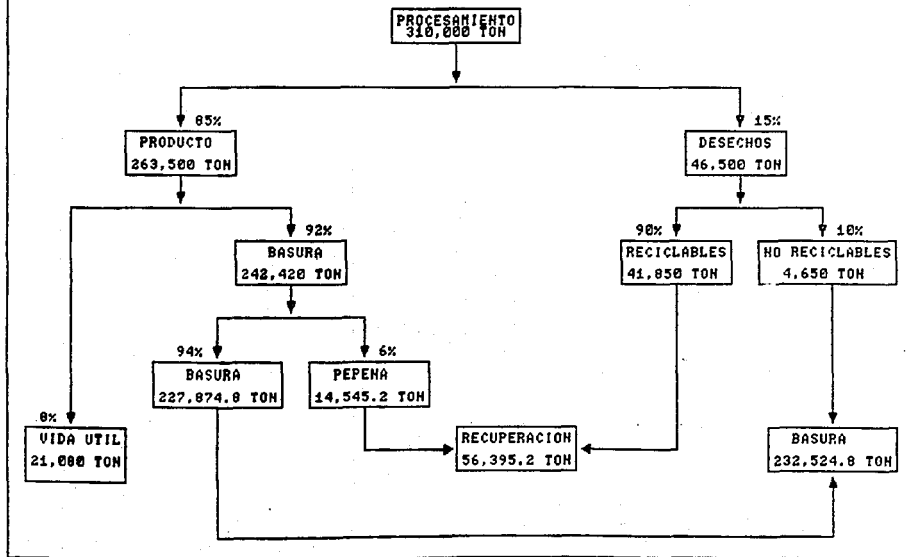 PROCESAMIENTO
310,000 TON
85%
15%
PRODUCTO
263,500 TON
DESECHOS
46,500 TON
92%
90%
10%
BASURA
242,420 TON
RECICLABLES
41,850 TON
NO RECICLABLES
4,650 TON
94%
6%
BASURA
227,874.8 TON
PEPENA
14,545.2 TON
8%
VIDA UTIL
21,080 TON
RECUPERACION
56,395.2 TON
BASURA
232,524.8 TON